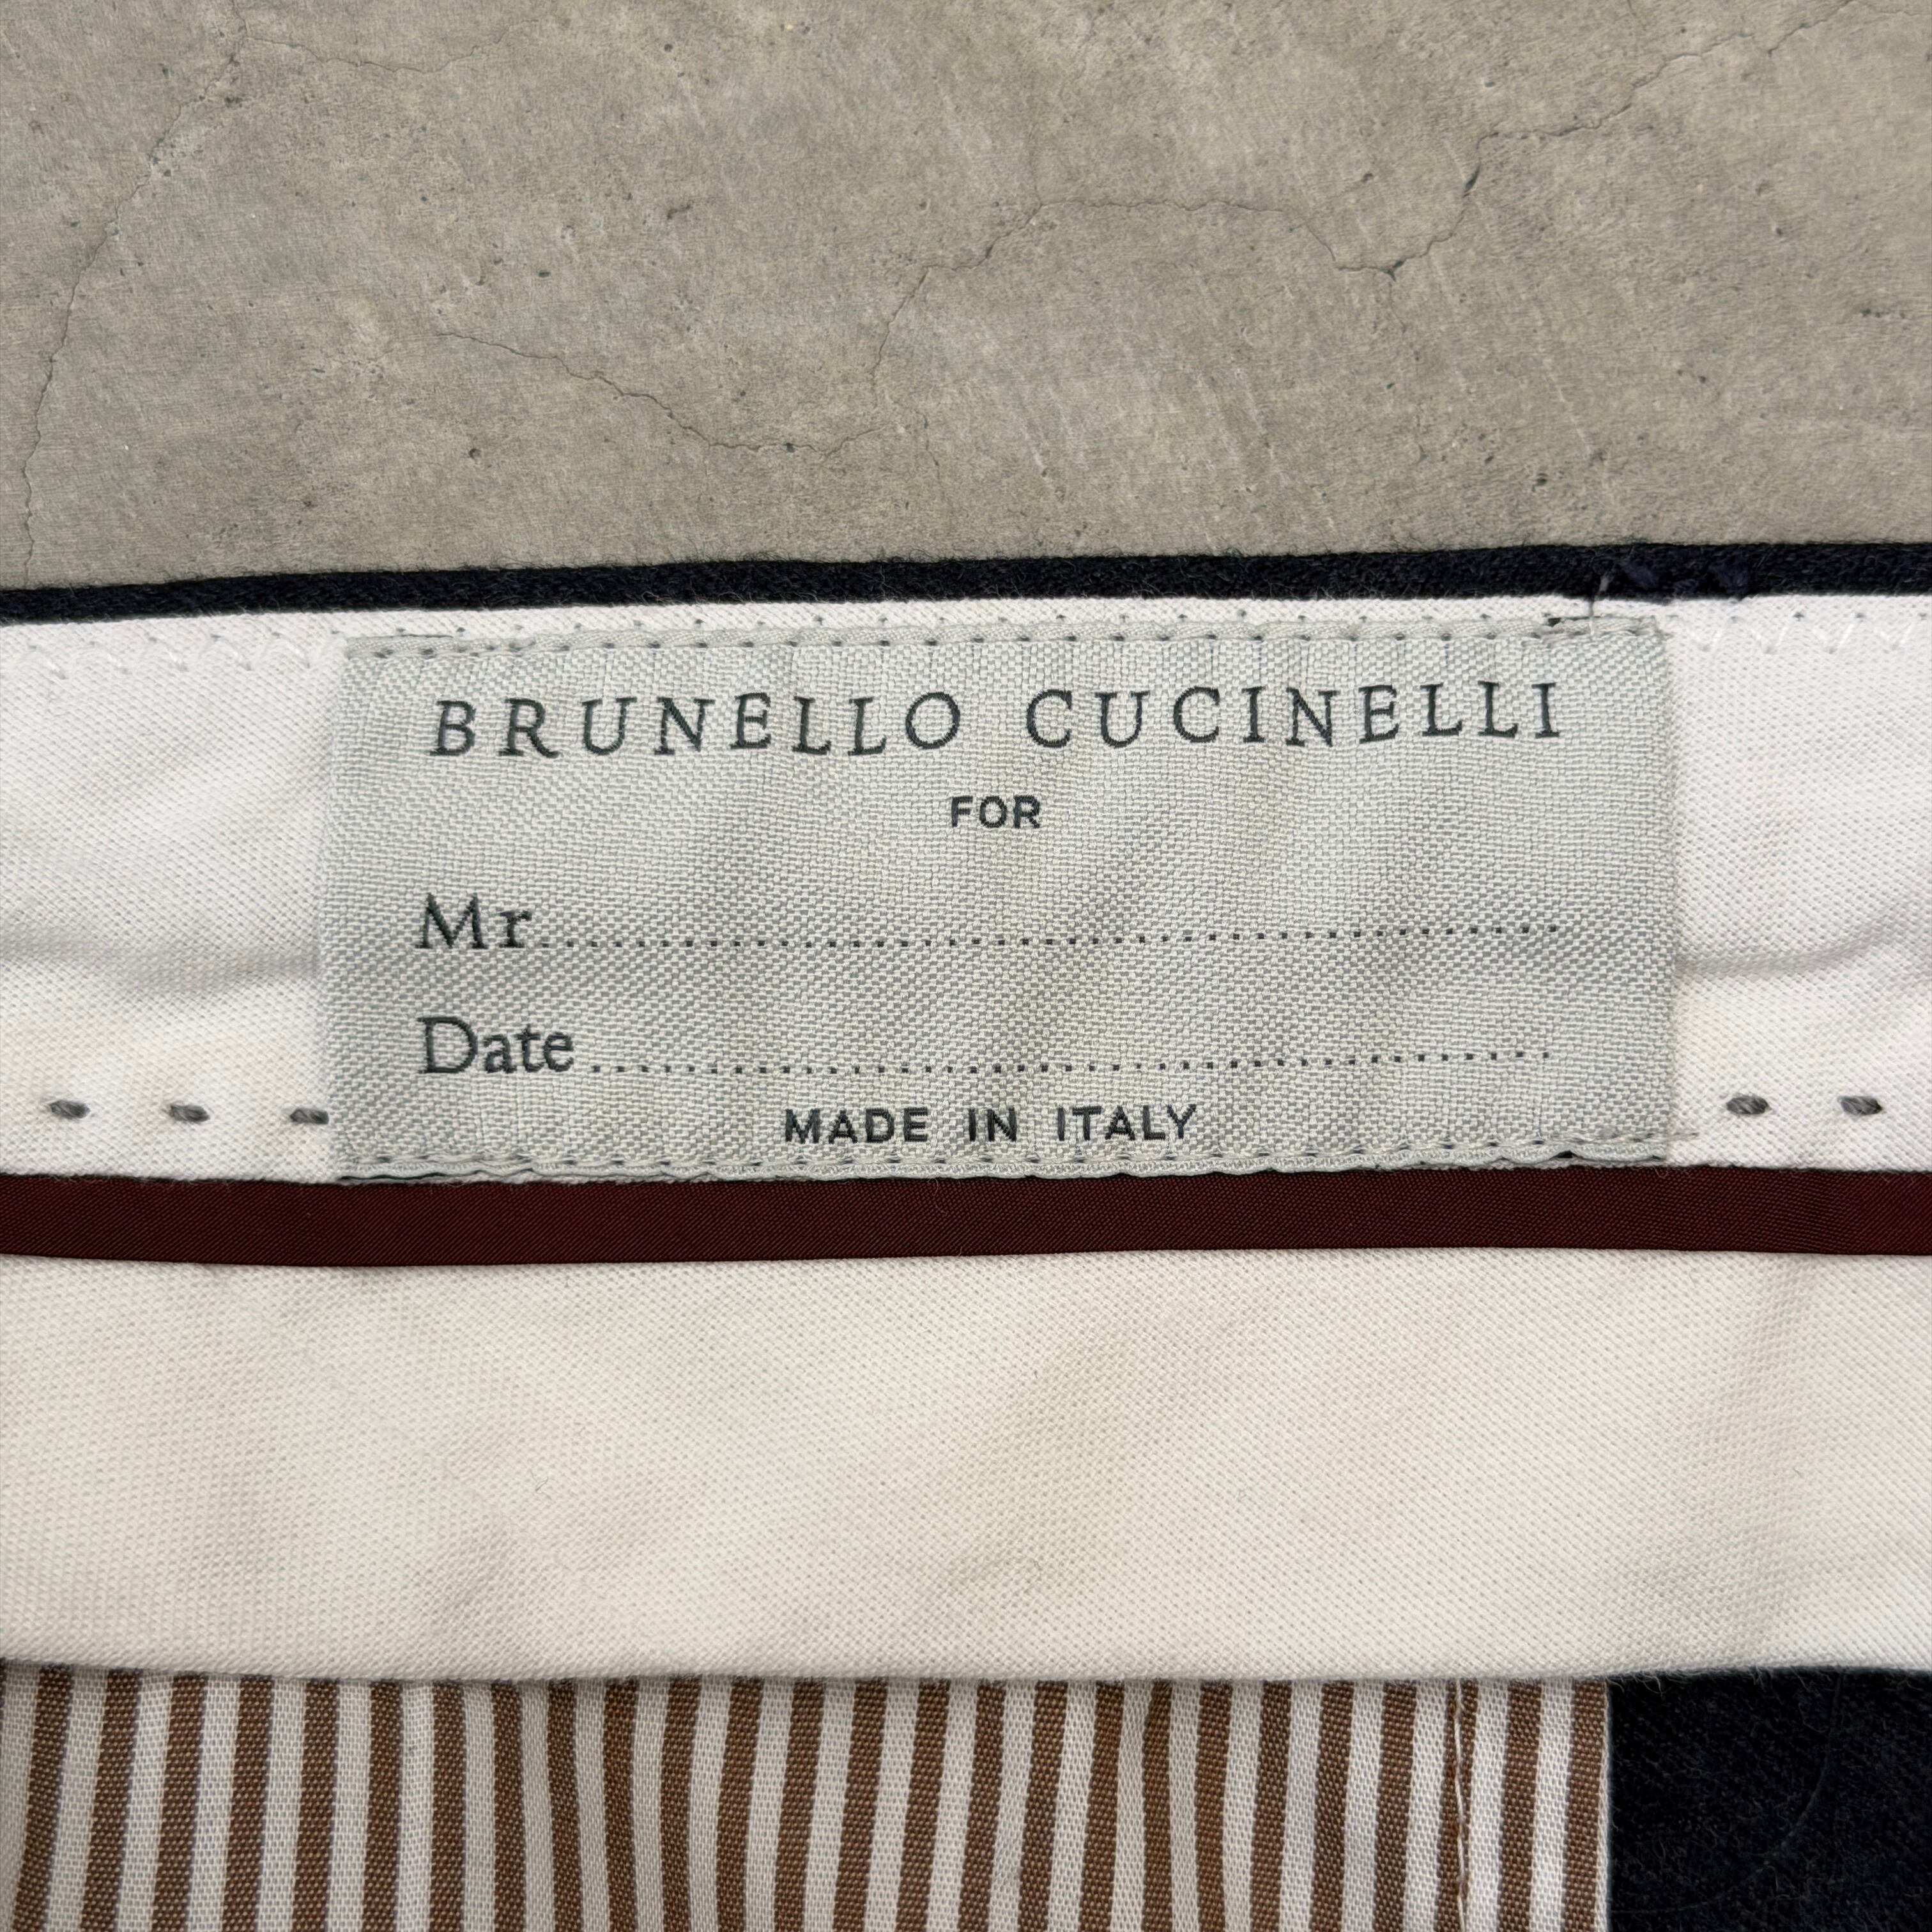 BRUNELLO CUCINELLI
FOR
Mr................................................
Date................................................
MADE IN ITALY